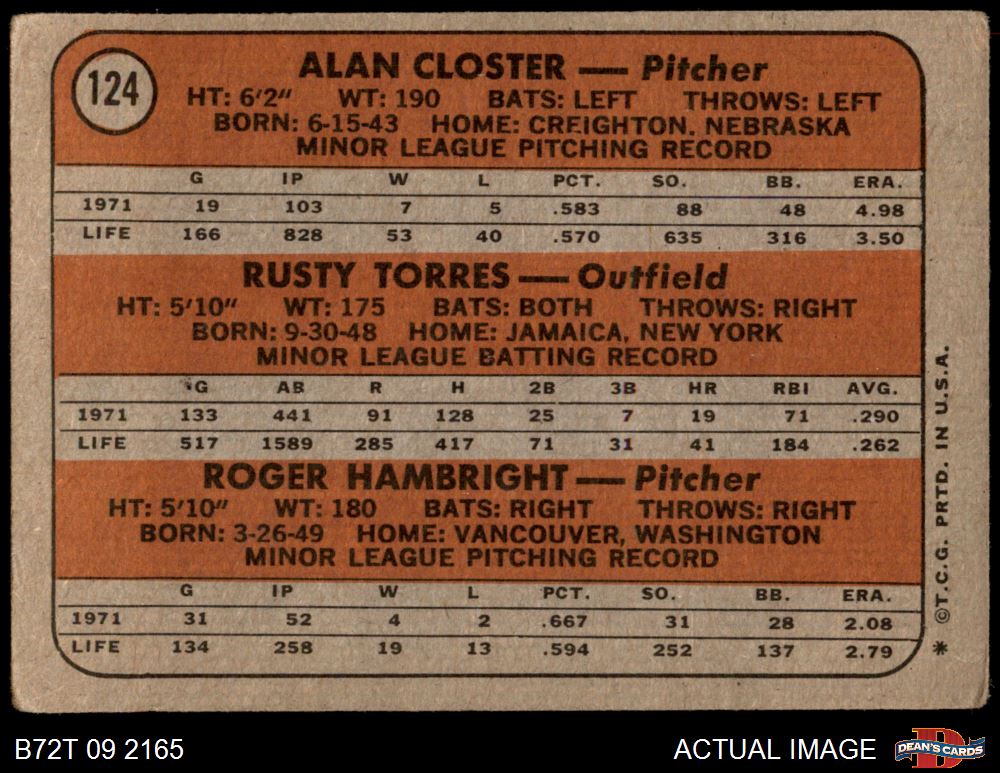 124
ALAN CLOSTER — Pitcher
HT: 6'2" WT: 190 BATS: LEFT THROWS: LEFT
BORN: 6-15-43 HOME: CREIGHTON. NEBRASKA
MINOR LEAGUE PITCHING RECORD
G IP W L PCT. SO. BB. ERA.
1971 19 103 7 5 .583 88 48 4.98
LIFE 166 828 53 40 .570 635 316 3.50
RUSTY TORRES — Outfield
HT: 5'10" WT: 175 BATS: BOTH THROWS: RIGHT
BORN: 9-30-48 HOME: JAMAICA, NEW YORK
MINOR LEAGUE BATTING RECORD
G AB R H 2B 3B HR RBI AVG.
1971 133 441 91 128 25 7 19 71 .290
LIFE 517 1589 285 417 71 31 41 184 .262
ROGER HAMBRIGHT — Pitcher
HT: 5'10" WT: 180 BATS: RIGHT THROWS: RIGHT
BORN: 3-26-49 HOME: VANCOUVER, WASHINGTON
MINOR LEAGUE PITCHING RECORD
G IP W L PCT. SO. BB. ERA.
1971 31 52 4 2 .667 31 28 2.08
LIFE 134 258 19 13 .594 252 137 2.79
* ©T.C.G. PRTD. IN U.S.A.
B72T 09 2165
ACTUAL IMAGE
D
DEAN'S CARDS